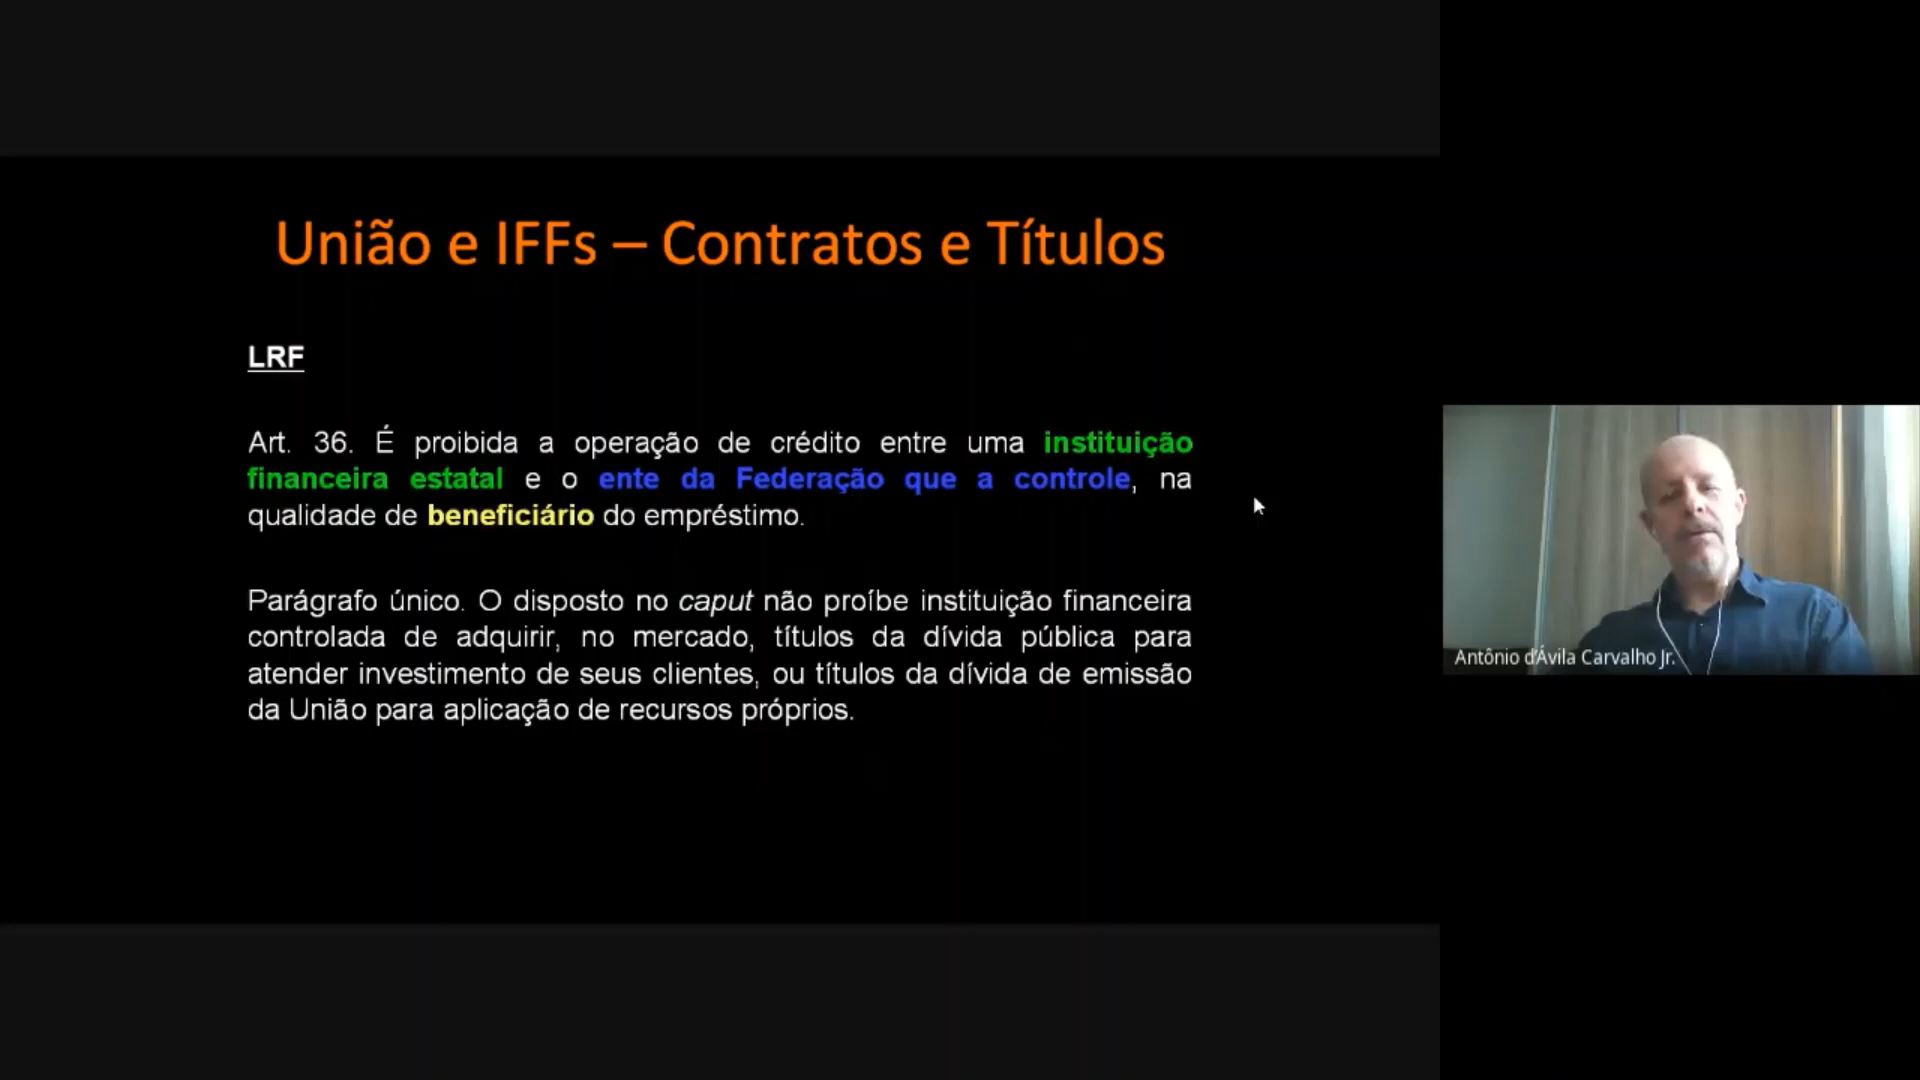 União e IFFs – Contratos e Títulos
LRF
Art. 36. É proibida a operação de crédito entre uma instituição
financeira estatal e o ente da Federação que a controle, na
qualidade de beneficiário do empréstimo.
Parágrafo único. O disposto no caput não proíbe instituição financeira
controlada de adquirir, no mercado, títulos da dívida pública para
atender investimento de seus clientes, ou títulos da dívida de emissão
da União para aplicação de recursos próprios.
Antônio d'Ávila Carvalho Jr.